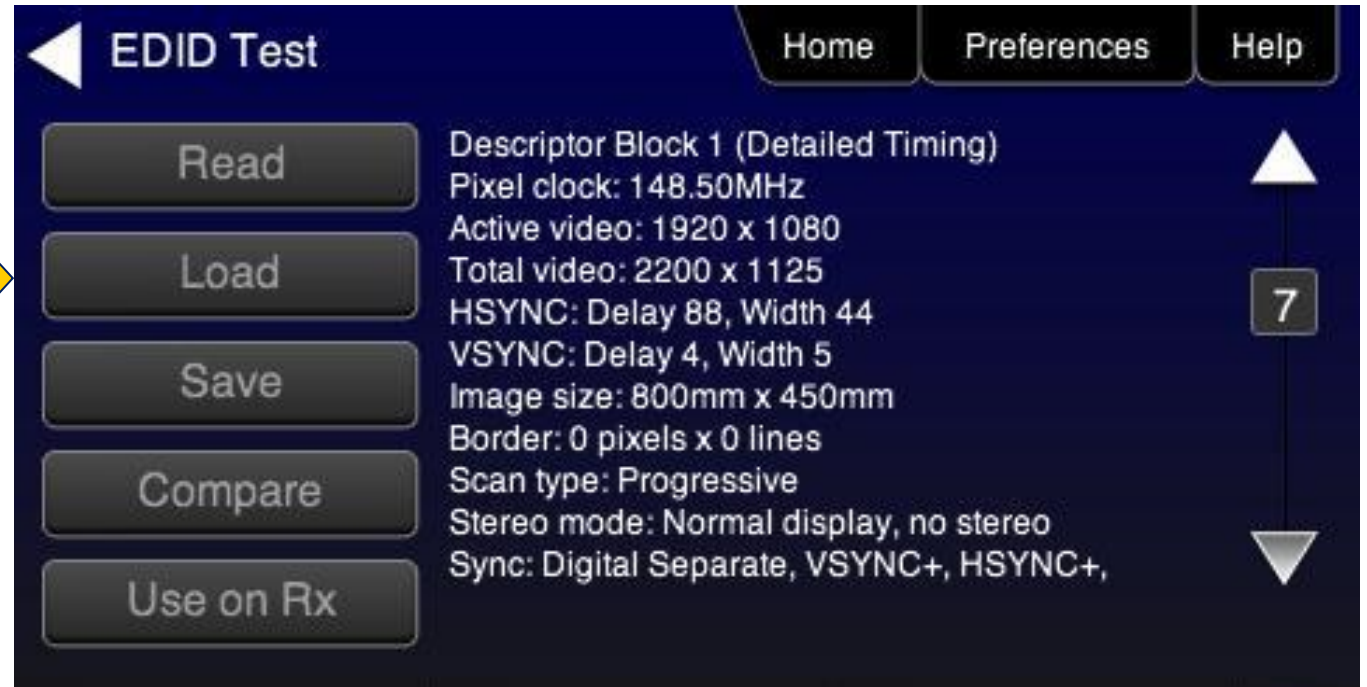 EDID Test
Home
Preferences
Help
Read
Load
Save
Compare
Use on Rx
Descriptor Block 1 (Detailed Timing)
Pixel clock: 148.50MHz
Active video: 1920 x 1080
Total video: 2200 x 1125
HSYNC: Delay 88, Width 44
VSYNC: Delay 4, Width 5
Image size: 800mm x 450mm
Border: 0 pixels x 0 lines
Scan type: Progressive
Stereo mode: Normal display, no stereo
Sync: Digital Separate, VSYNC+, HSYNC+,
7